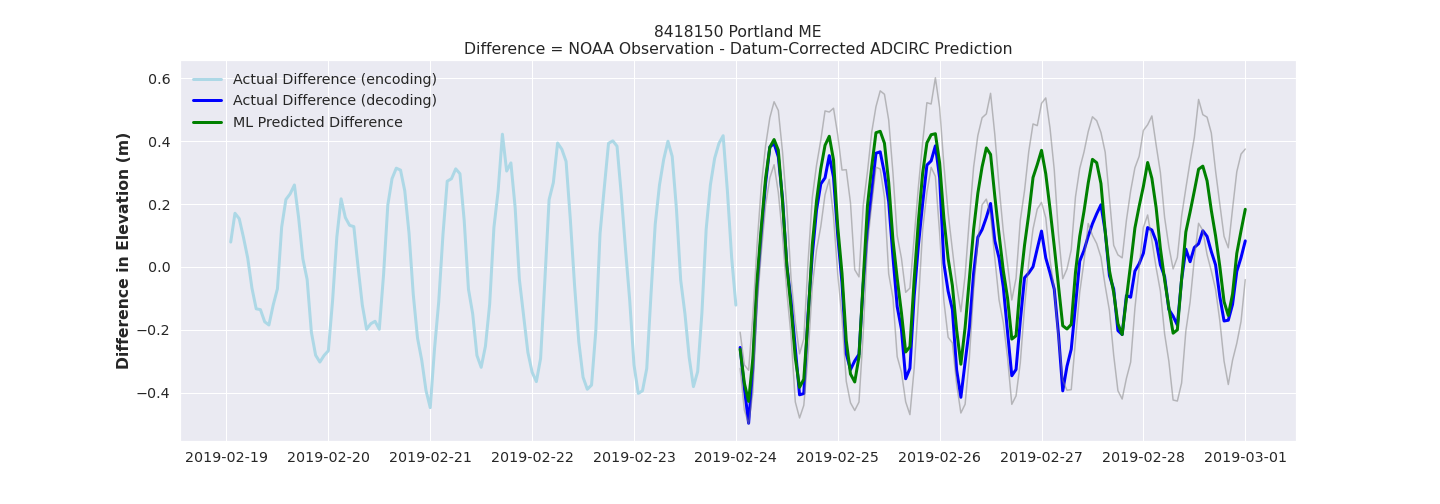 8418150 Portland ME
Difference = NOAA Observation - Datum-Corrected ADCIRC Prediction
Actual Difference (encoding)
Actual Difference (decoding)
ML Predicted Difference
Difference in Elevation (m)
0.6
0.4
0.2
0.0
−0.2
−0.4
2019-02-19 2019-02-20 2019-02-21 2019-02-22 2019-02-23 2019-02-24 2019-02-25 2019-02-26 2019-02-27 2019-02-28 2019-03-01